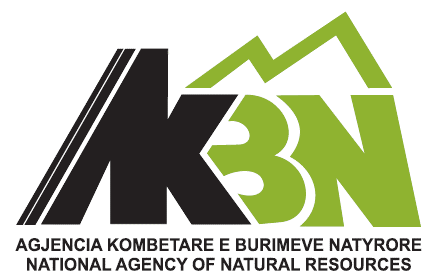 AKBN
AGJENCIA KOMBETARE E BURIMEVE NATYRORE
NATIONAL AGENCY OF NATURAL RESOURCES